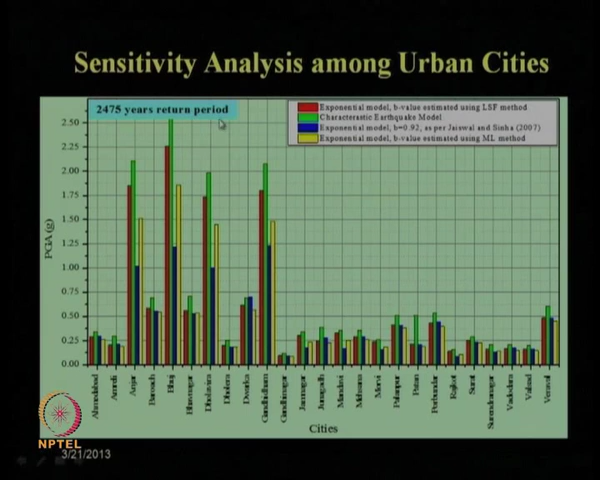 Sensitivity Analysis among Urban Cities
2475 years return period
Exponential model, b-value estimated using LSF method
Characterastic Earthquake Model
Exponential model, b=0.92, as per Jaiswal and Sinha (2007)
Exponential model, b-value estimated using ML method
PGA (g)
2.50
2.25
2.00
1.75
1.50
1.25
1.00
0.75
0.50
0.25
0.00
Ahmedabad
Amreli
Anjar
Baroach
Bhuj
Bhavnagar
Dholavira
Dholera
Dwarka
Gandhidham
Gandhinagar
Jamnagar
Junagadh
Mandavi
Mehsana
Morvi
Palanpur
Patan
Porbandar
Rajkot
Surat
Surendranagar
Vadodara
Valsad
Veraval
Cities
NPTEL
3/21/2013